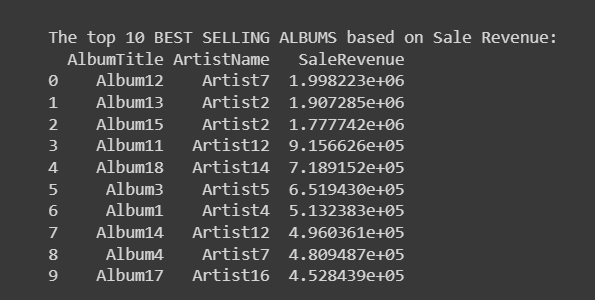 The top 10 BEST SELLING ALBUMS based on Sale Revenue:
AlbumTitle ArtistName SaleRevenue
0 Album12 Artist7 1.998223e+06
1 Album13 Artist2 1.907285e+06
2 Album15 Artist2 1.777742e+06
3 Album11 Artist12 9.156626e+05
4 Album18 Artist14 7.189152e+05
5 Album3 Artist5 6.519430e+05
6 Album1 Artist4 5.132383e+05
7 Album14 Artist12 4.960361e+05
8 Album4 Artist7 4.809487e+05
9 Album17 Artist16 4.528439e+05